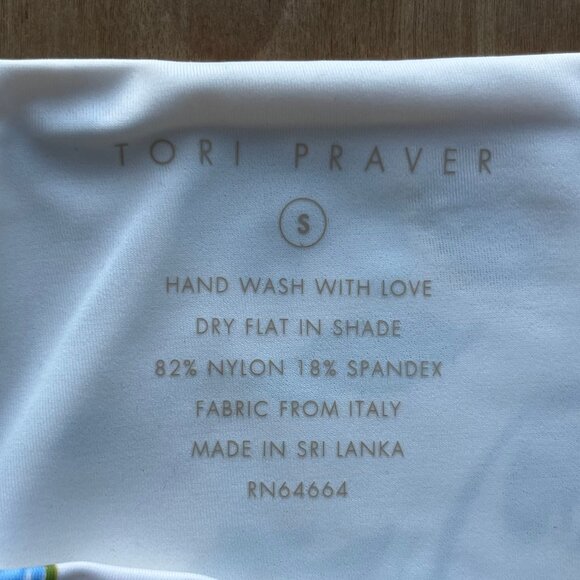 TORI PRAVER
S
HAND WASH WITH LOVE
DRY FLAT IN SHADE
82% NYLON 18% SPANDEX
FABRIC FROM ITALY
MADE IN SRI LANKA
RN64664